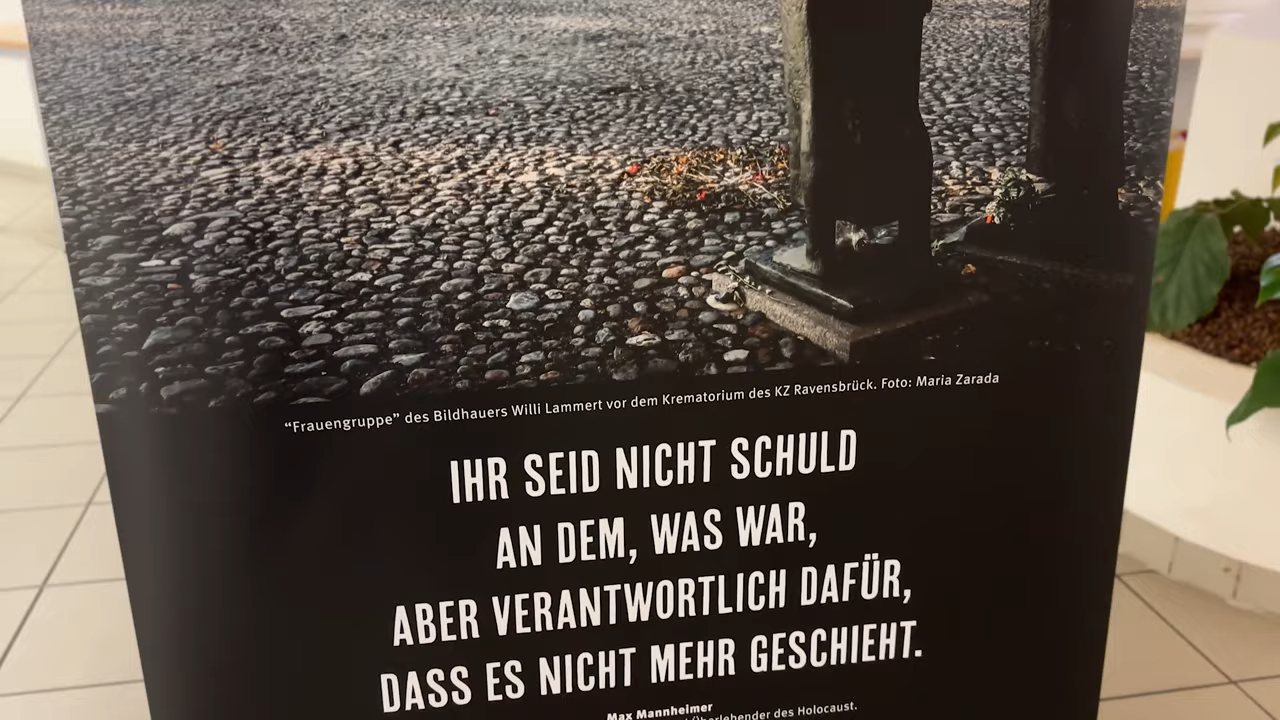 “Frauengruppe” des Bildhauers Willi Lammert vor dem Krematorium des KZ Ravensbrück. Foto: Maria Zarada
IHR SEID NICHT SCHULD
AN DEM, WAS WAR,
ABER VERANTWORTLICH DAFÜR,
DASS ES NICHT MEHR GESCHIEHT.
Max Mannheimer
Überlebender des Holocaust.